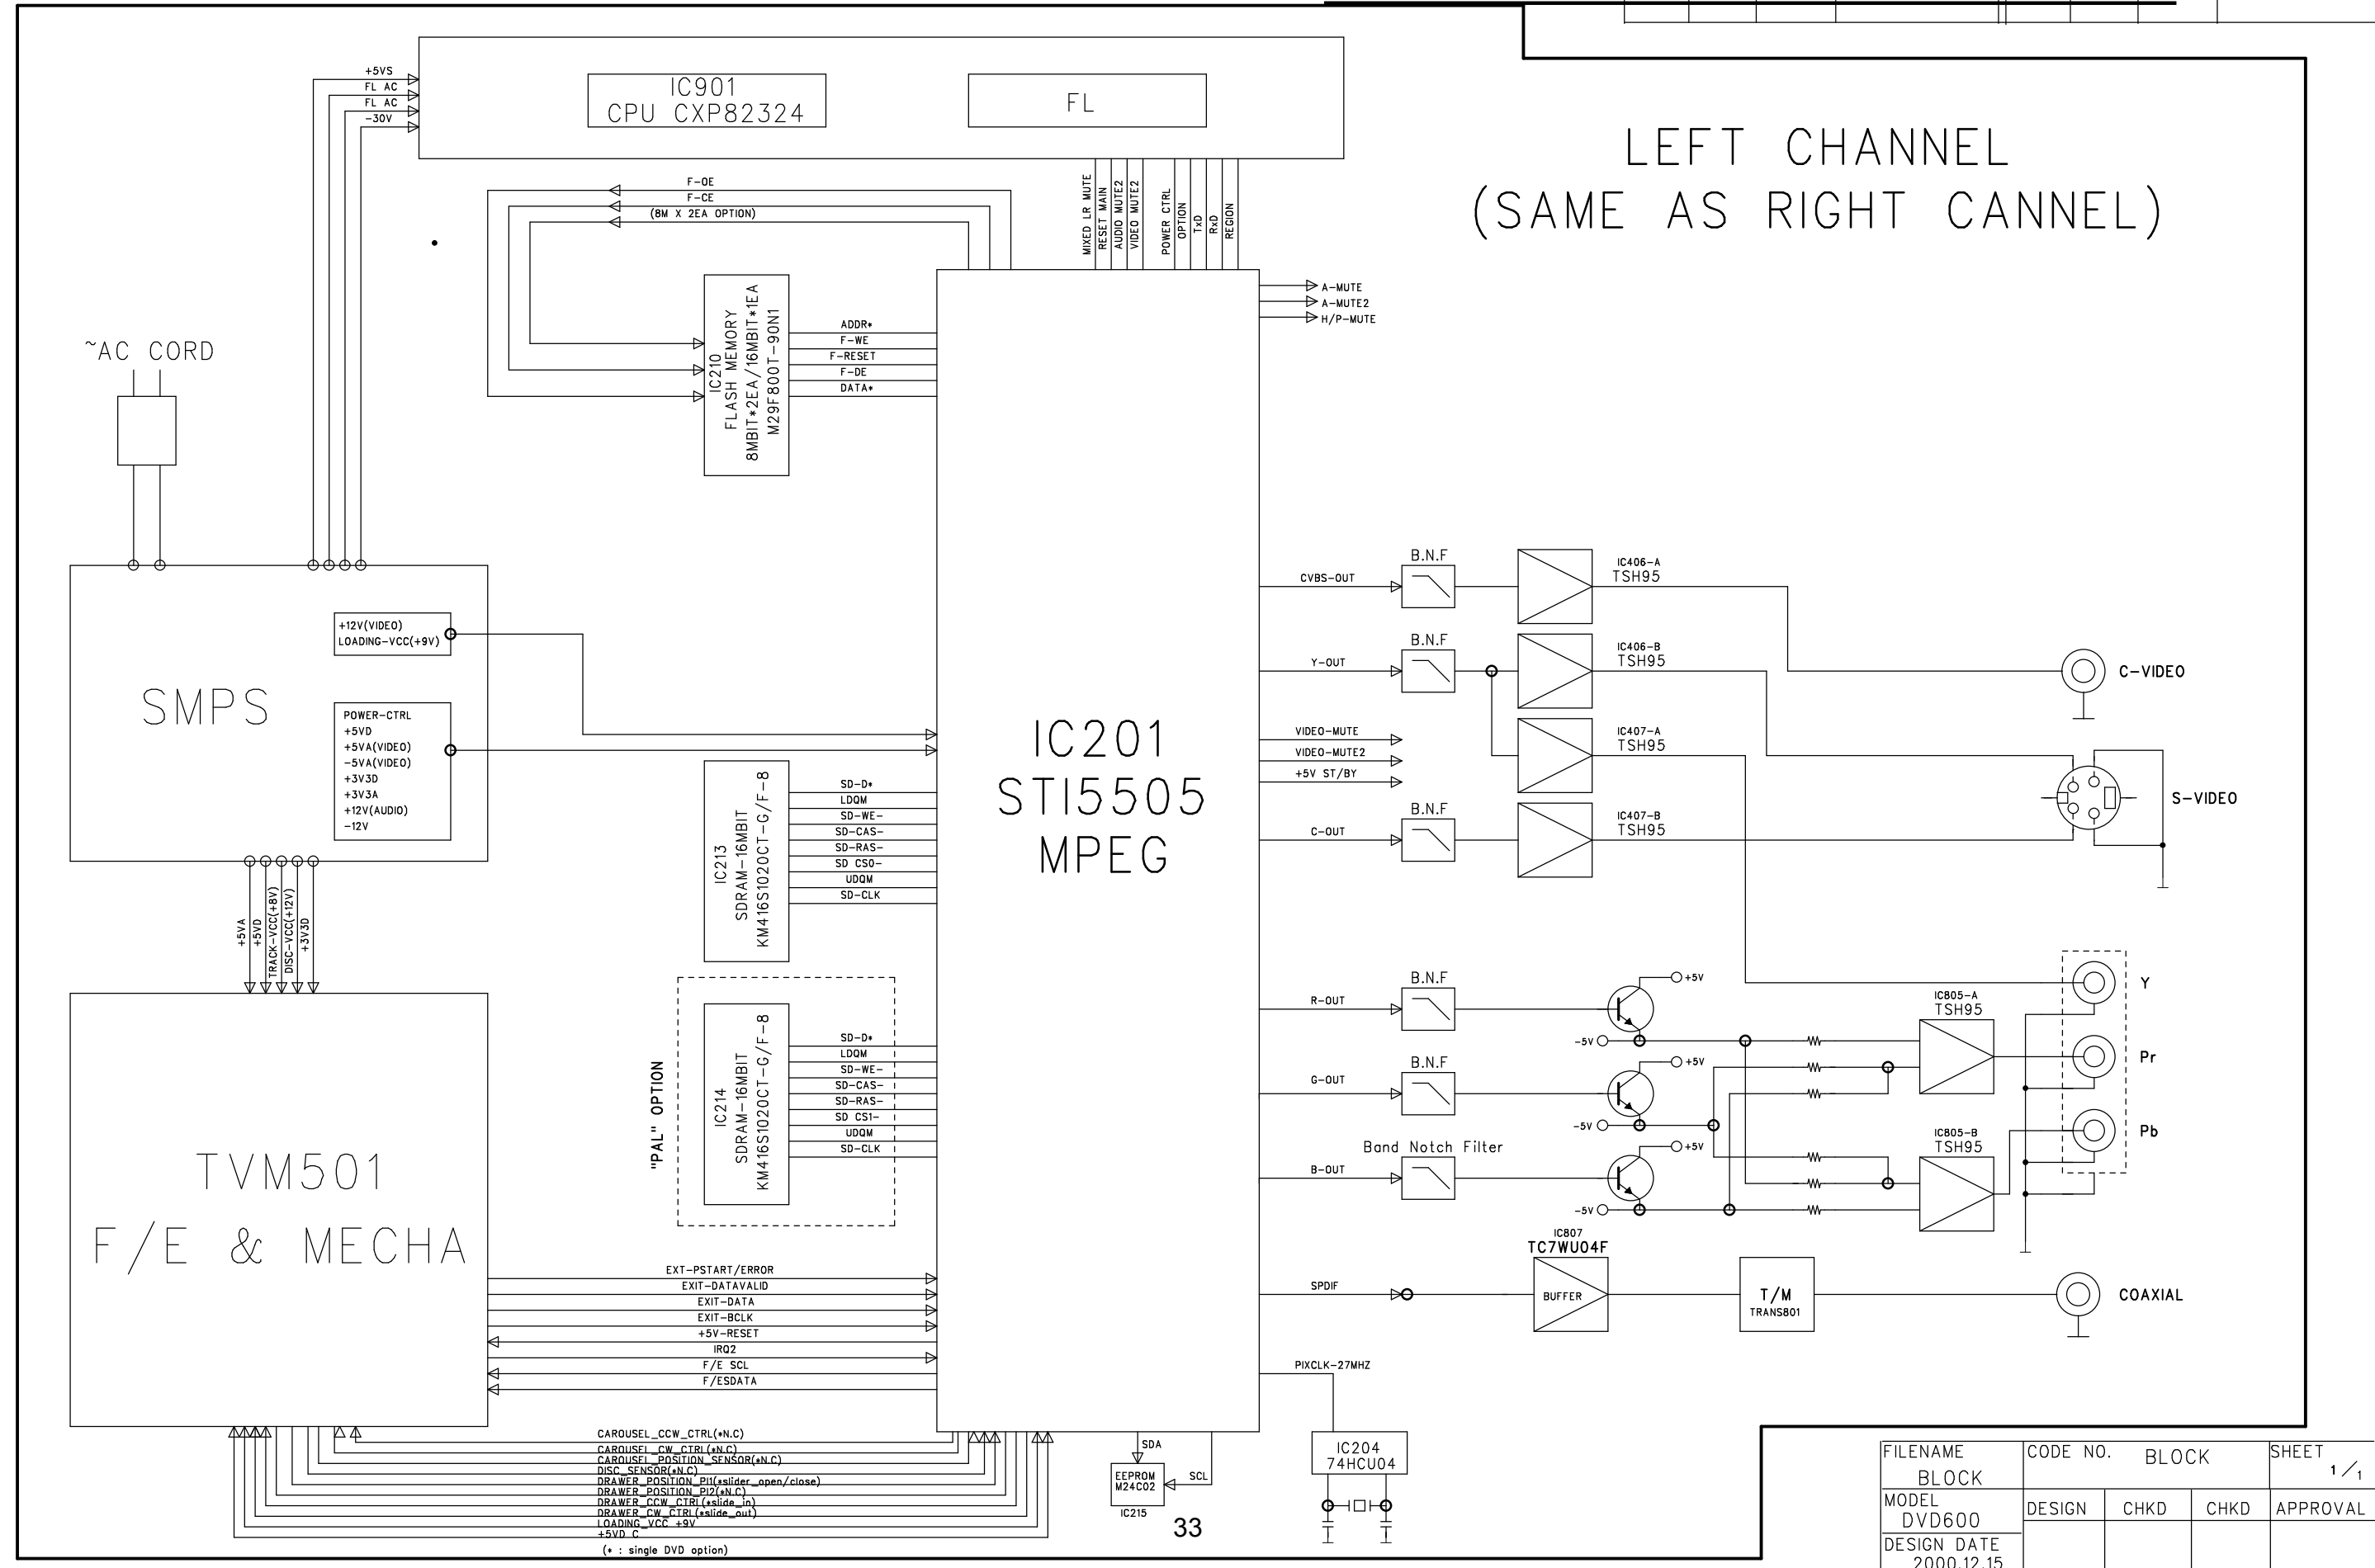 +5VS
FL AC
FL AC
-30V
IC901
CPU CXP82324
FL
LEFT CHANNEL
(SAME AS RIGHT CANNEL)
F-OE
F-CE
(8M X 2EA OPTION)
MIXED LR MUTE
RESET MAIN
AUDIO MUTE2
VIDEO MUTE2
POWER CTRL
OPTION
TxD
RxD
REGION
A-MUTE
A-MUTE2
H/P-MUTE
~AC CORD
IC210
FLASH MEMORY
8MBIT*2EA/16MBIT*1EA
M29F800T-90N1
ADDR*
F-WE
F-RESET
F-DE
DATA*
SMPS
+12V(VIDEO)
LOADING-VCC(+9V)
POWER-CTRL
+5VD
+5VA(VIDEO)
-5VA(VIDEO)
+3V3D
+3V3A
+12V(AUDIO)
-12V
IC201
STI5505
MPEG
IC213
SDRAM-16MBIT
KM416S1020CT-G/F-8
SD-D*
LDQM
SD-WE-
SD-CAS-
SD-RAS-
SD CS0-
UDQM
SD-CLK
"PAL" OPTION
IC214
SDRAM-16MBIT
KM416S1020CT-G/F-8
SD-D*
LDQM
SD-WE-
SD-CAS-
SD-RAS-
SD CS1-
UDQM
SD-CLK
+5VA
+5VD
TRACK-VCC(+8V)
DISC-VCC(+12V)
+3V3D
TVM501
F/E & MECHA
CVBS-OUT
B.N.F
IC406-A
TSH95
Y-OUT
B.N.F
IC406-B
TSH95
C-VIDEO
VIDEO-MUTE
VIDEO-MUTE2
+5V ST/BY
IC407-A
TSH95
S-VIDEO
C-OUT
B.N.F
IC407-B
TSH95
R-OUT
B.N.F
+5V
-5V
IC805-A
TSH95
Y
Pr
G-OUT
B.N.F
+5V
-5V
IC805-B
TSH95
Pb
B-OUT
Band Notch Filter
+5V
-5V
SPDIF
IC807
TC7WU04F
BUFFER
T/M
TRANS801
COAXIAL
EXT-PSTART/ERROR
EXIT-DATAVALID
EXIT-DATA
EXIT-BCLK
+5V-RESET
IRQ2
F/E SCL
F/ESDATA
PIXCLK-27MHZ
IC204
74HCU04
CAROUSEL_CCW_CTRL(*N.C)
CAROUSEL_CW_CTRL(*N.C)
CAROUSEL_POSITION_SENSOR(*N.C)
DISC_SENSOR(*N.C)
DRAWER_POSITION_PI1(*slider_open/close)
DRAWER_POSITION_PI2(*N.C)
DRAWER_CCW_CTRL(*slide_in)
DRAWER_CW_CTRL(*slide_out)
LOADING_VCC +9V
+5VD C
(* : single DVD option)
SDA
SCL
EEPROM
M24C02
IC215
33
FILENAME
BLOCK
CODE NO. BLOCK
SHEET
1/1
MODEL
DVD600
DESIGN
CHKD
CHKD
APPROVAL
DESIGN DATE
2000.12.15